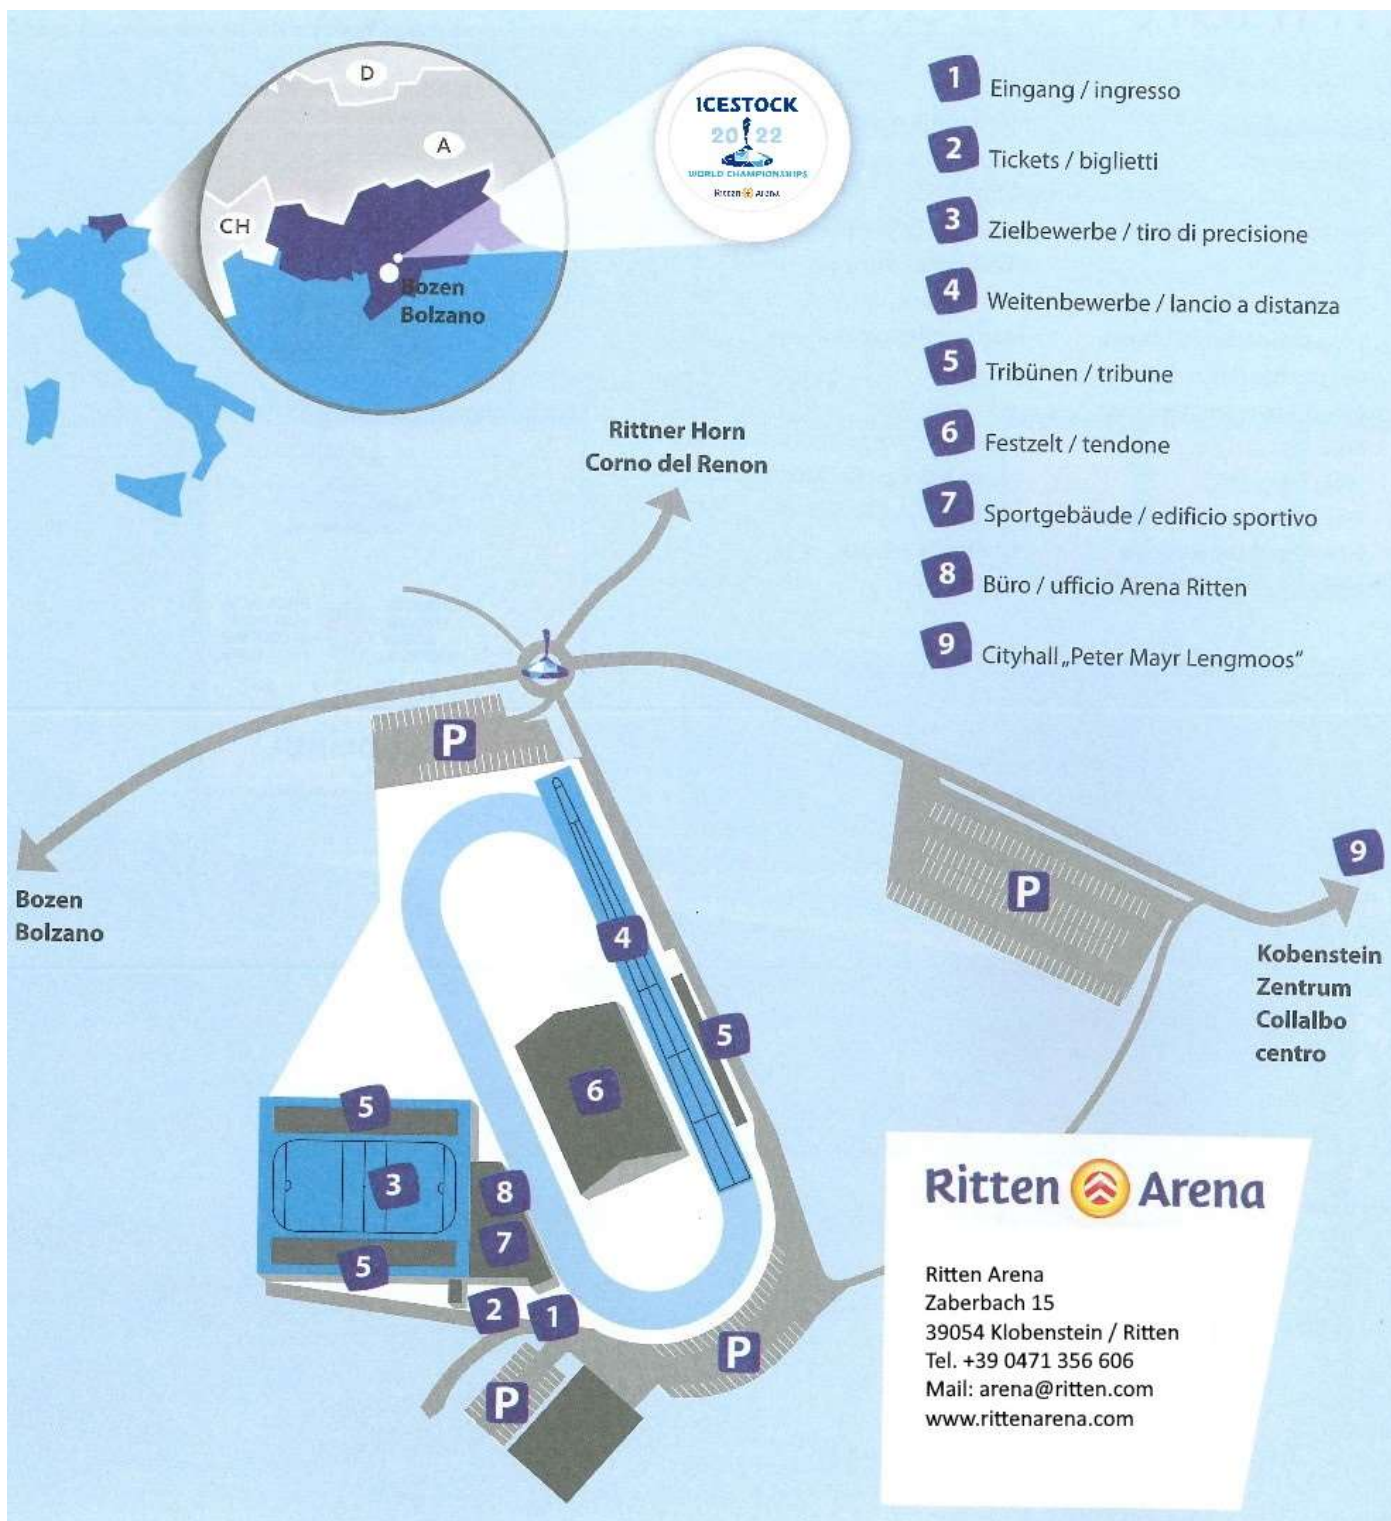 D
A
CH
Bozen
Bolzano
ICESTOCK
20 22
WORLD CHAMPIONSHIPS
Ritten Arena
1 Eingang / ingresso
2 Tickets / biglietti
3 Zielbewerbe / tiro di precisione
4 Weitenbewerbe / lancio a distanza
5 Tribünen / tribune
6 Festzelt / tendone
7 Sportgebäude / edificio sportivo
8 Büro / ufficio Arena Ritten
9 Cityhall „Peter Mayr Lengmoos“
Rittner Horn
Corno del Renon
P
Bozen
Bolzano
P
9
Kobenstein
Zentrum
Collalbo
centro
4
5
6
5
3
8
7
5
2
1
P
P
Ritten Arena
Ritten Arena
Zaberbach 15
39054 Klobenstein / Ritten
Tel. +39 0471 356 606
Mail: arena@ritten.com
www.rittenarena.com